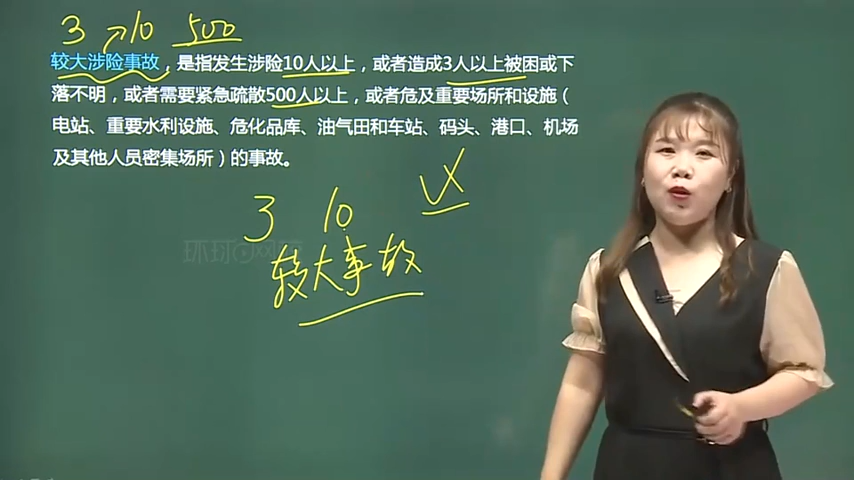 3 → 10 500
较大涉险事故，是指发生涉险10人以上，或者造成3人以上被困或下
落不明，或者需要紧急疏散500人以上，或者危及重要场所和设施（
电站、重要水利设施、危化品库、油气田和车站、码头、港口、机场
及其他人员密集场所）的事故。
3 10 以
环球网校
较大事故